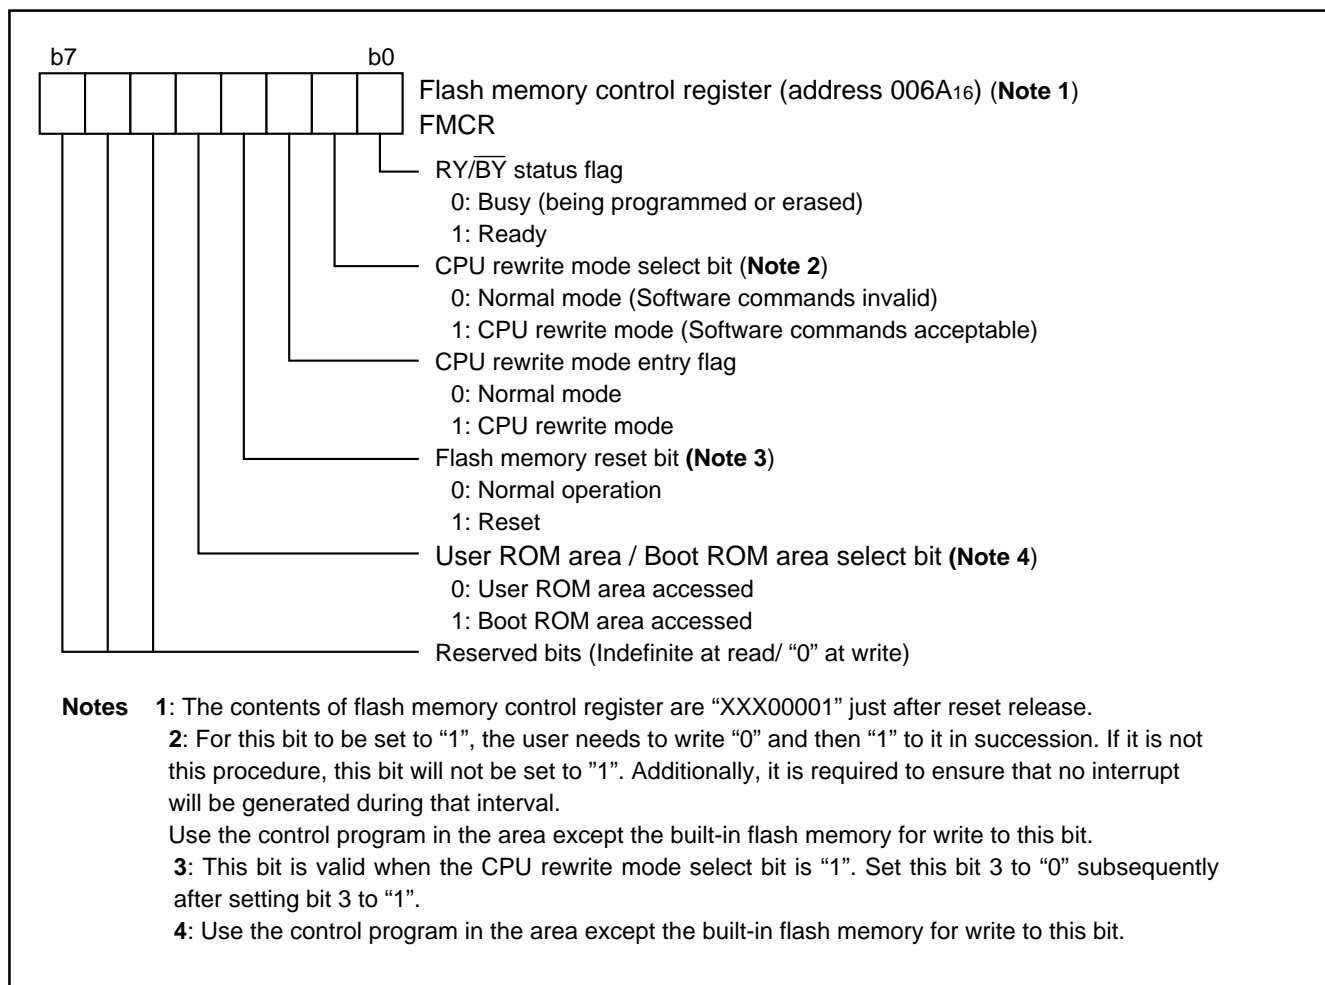 b7 b0
Flash memory control register (address 006A16) (Note 1)
FMCR
RY/BY status flag
0: Busy (being programmed or erased)
1: Ready
CPU rewrite mode select bit (Note 2)
0: Normal mode (Software commands invalid)
1: CPU rewrite mode (Software commands acceptable)
CPU rewrite mode entry flag
0: Normal mode
1: CPU rewrite mode
Flash memory reset bit (Note 3)
0: Normal operation
1: Reset
User ROM area / Boot ROM area select bit (Note 4)
0: User ROM area accessed
1: Boot ROM area accessed
Reserved bits (Indefinite at read/ “0” at write)
Notes 1: The contents of flash memory control register are “XXX00001” just after reset release.
2: For this bit to be set to “1”, the user needs to write “0” and then “1” to it in succession. If it is not
this procedure, this bit will not be set to ”1”. Additionally, it is required to ensure that no interrupt
will be generated during that interval.
Use the control program in the area except the built-in flash memory for write to this bit.
3: This bit is valid when the CPU rewrite mode select bit is “1”. Set this bit 3 to “0” subsequently
after setting bit 3 to “1”.
4: Use the control program in the area except the built-in flash memory for write to this bit.